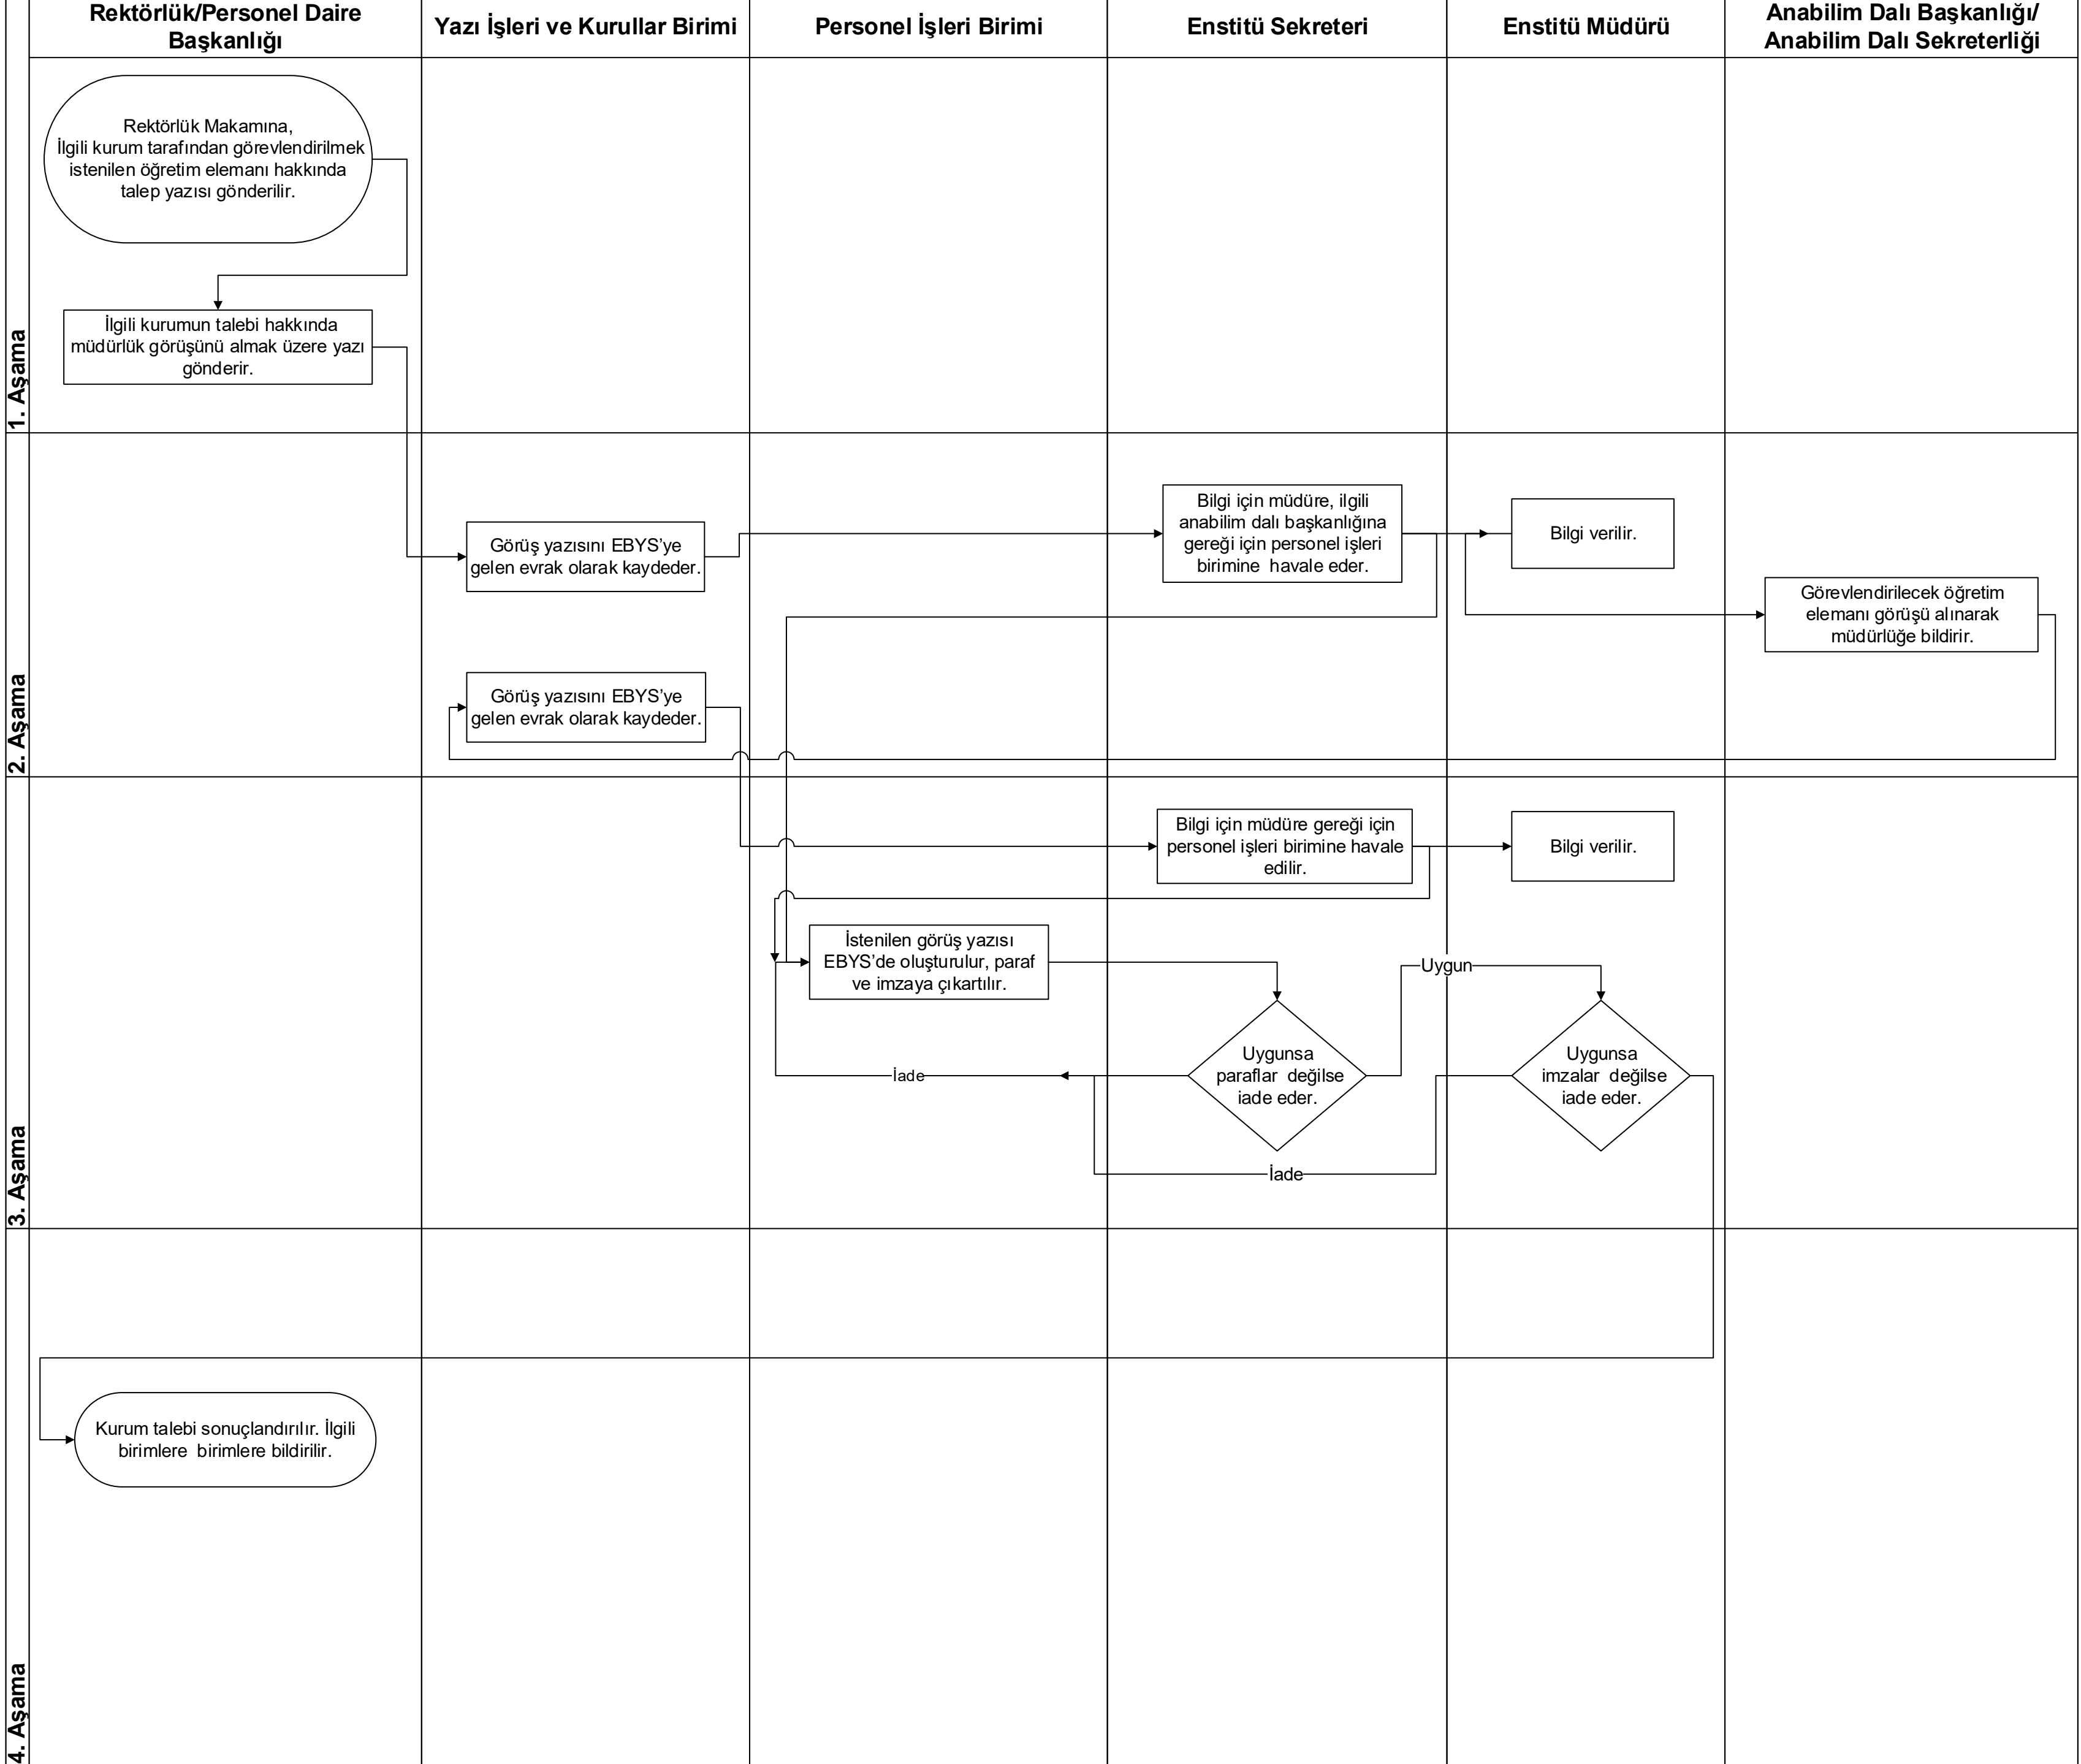 Rektörlük/Personel Daire
Başkanlığı
Yazı İşleri ve Kurullar Birimi
Personel İşleri Birimi
Enstitü Sekreteri
Enstitü Müdürü
Anabilim Dalı Başkanlığı/
Anabilim Dalı Sekreterliği
1. Aşama
Rektörlük Makamına,
İlgili kurum tarafından görevlendirilmek
istenilen öğretim elemanı hakkında
talep yazısı gönderilir.
İlgili kurumun talebi hakkında
müdürlük görüşünü almak üzere yazı
gönderir.
2. Aşama
Görüş yazısını EBYS’ye
gelen evrak olarak kaydeder.
Bilgi için müdüre, ilgili
anabilim dalı başkanlığına
gereği için personel işleri
birimine  havale eder.
Bilgi verilir.
Görevlendirilecek öğretim
elemanı görüşü alınarak
müdürlüğe bildirir.
Görüş yazısını EBYS’ye
gelen evrak olarak kaydeder.
3. Aşama
Bilgi için müdüre gereği için
personel işleri birimine havale
edilir.
Bilgi verilir.
İstenilen görüş yazısı
EBYS’de oluşturulur, paraf
ve imzaya çıkartılır.
Uygun
Uygunsa
paraflar  değilse
iade eder.
Uygunsa
imzalar  değilse
iade eder.
İade
İade
4. Aşama
Kurum talebi sonuçlandırılır. İlgili
birimlere  birimlere bildirilir.